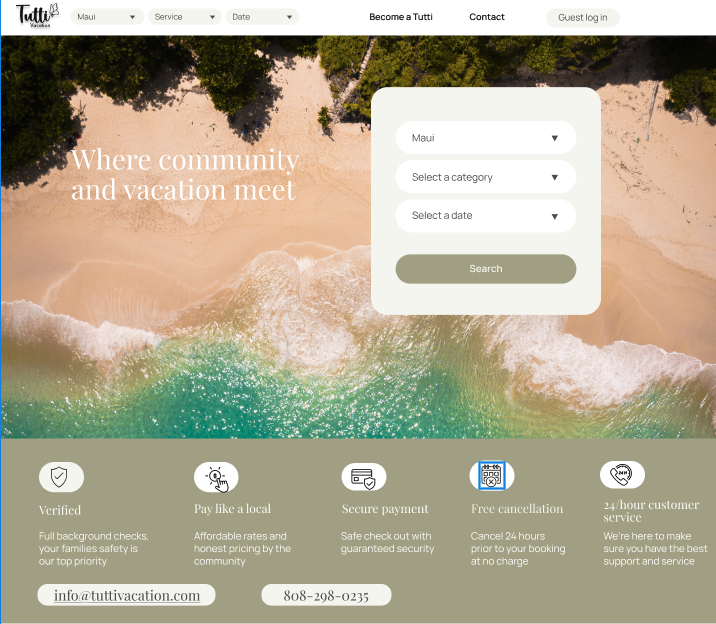 Tutti
Vacation
Maui
Service
Date
Become a Tutti
Contact
Guest log in
Where community
and vacation meet
Maui
Select a category
Select a date
Search
Verified
Full background checks,
your families safety is
our top priority
Pay like a local
Affordable rates and
honest pricing by the
community
Secure payment
Safe check out with
guaranteed security
Free cancellation
Cancel 24 hours
prior to your booking
at no charge
24H
24/hour customer
service
We're here to make
sure you have the best
support and service
info@tuttivacation.com
808-298-0235